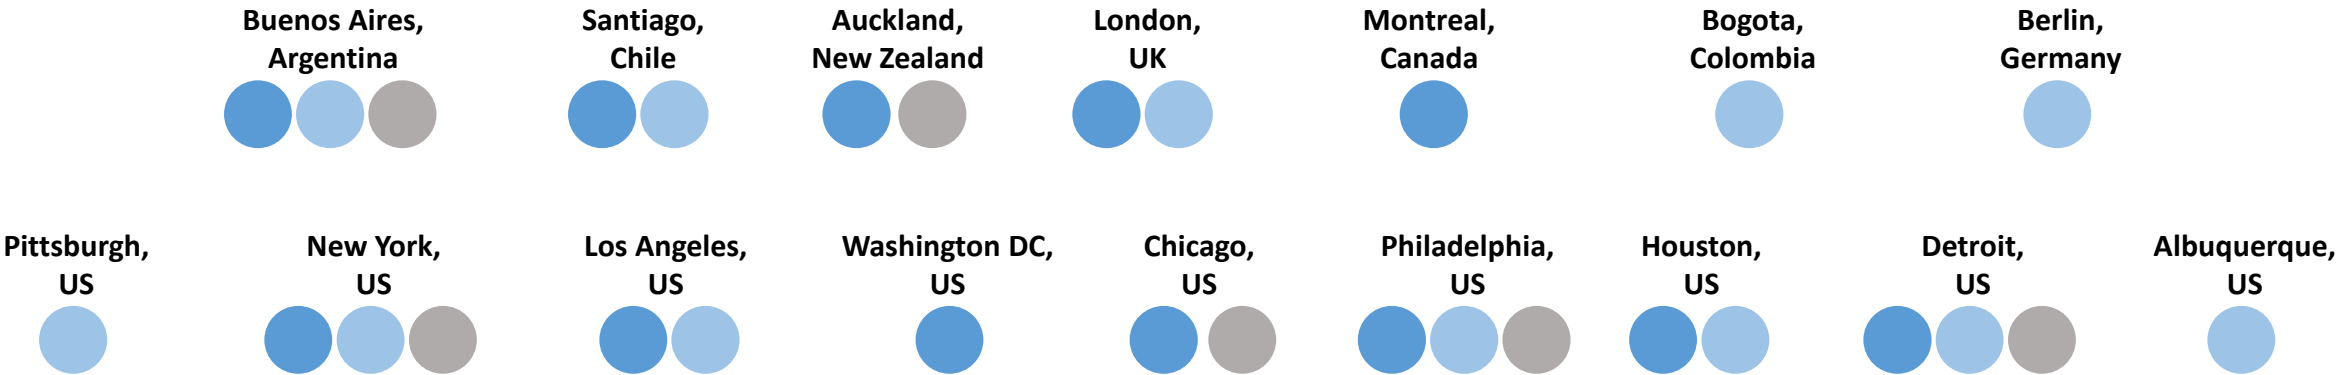 Buenos Aires,
Argentina
Santiago,
Chile
Auckland,
New Zealand
London,
UK
Montreal,
Canada
Bogota,
Colombia
Berlin,
Germany
Pittsburgh,
US
New York,
US
Los Angeles,
US
Washington DC,
US
Chicago,
US
Philadelphia,
US
Houston,
US
Detroit,
US
Albuquerque,
US